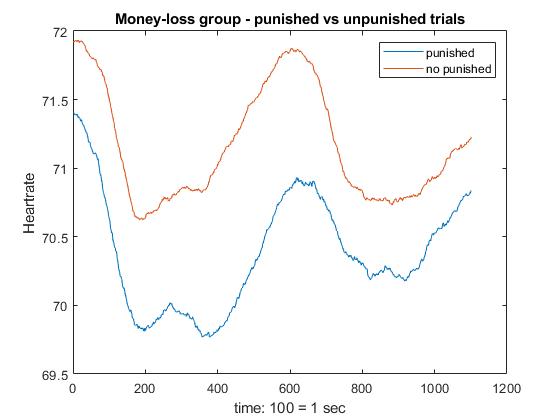 Money-loss group - punished vs unpunished trials
punished
no punished
Heartrate
72
71.5
71
70.5
70
69.5
0 200 400 600 800 1000 1200
time: 100 = 1 sec